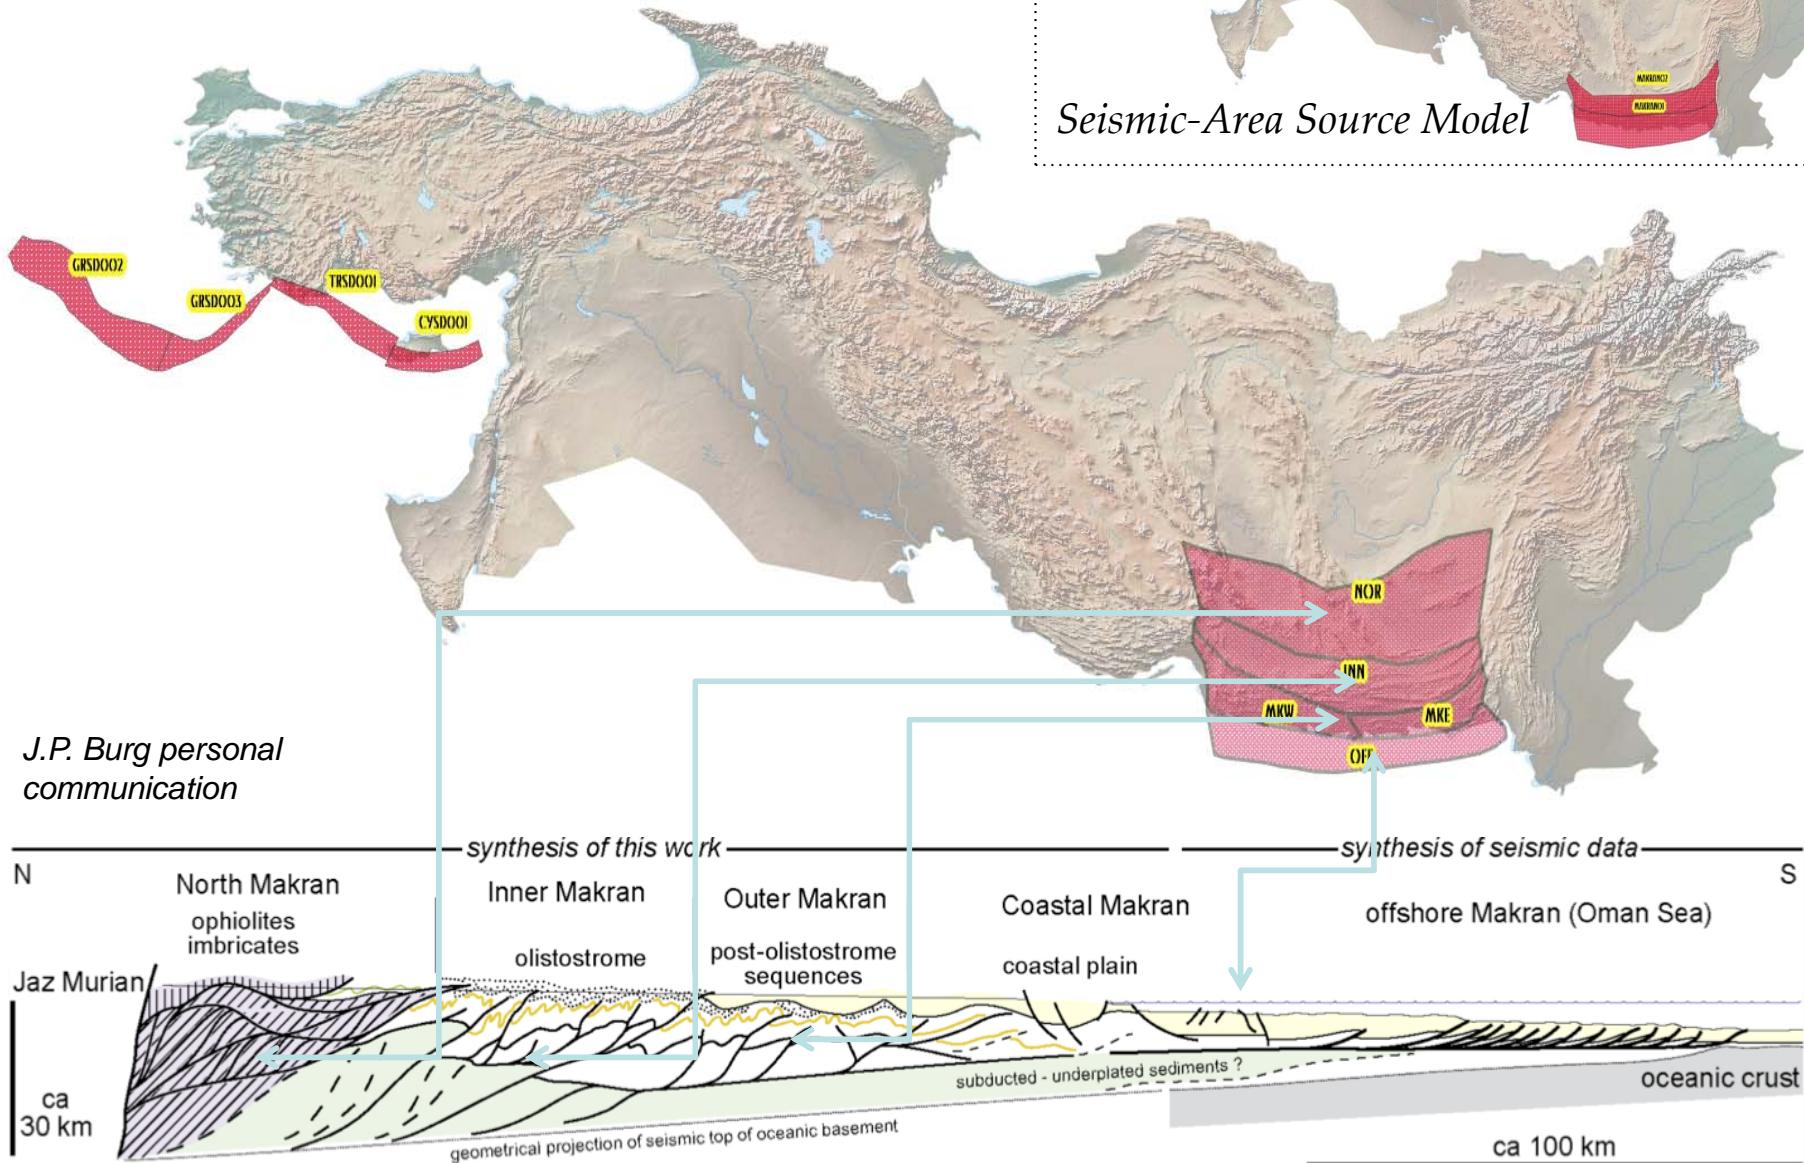 MAKRAN02
MAKRAN01
Seismic-Area Source Model
GRSD002
GRSD003
TRSD001
CYSD001
NOR
INN
MKW
MKE
OFF
J.P. Burg personal
communication
synthesis of this work
synthesis of seismic data
N
S
North Makran
Inner Makran
Outer Makran
Coastal Makran
offshore Makran (Oman Sea)
ophiolites
imbricates
olistostrome
post-olistostrome
sequences
coastal plain
Jaz Murian
subducted - underplated sediments ?
oceanic crust
ca
30 km
geometrical projection of seismic top of oceanic basement
ca 100 km